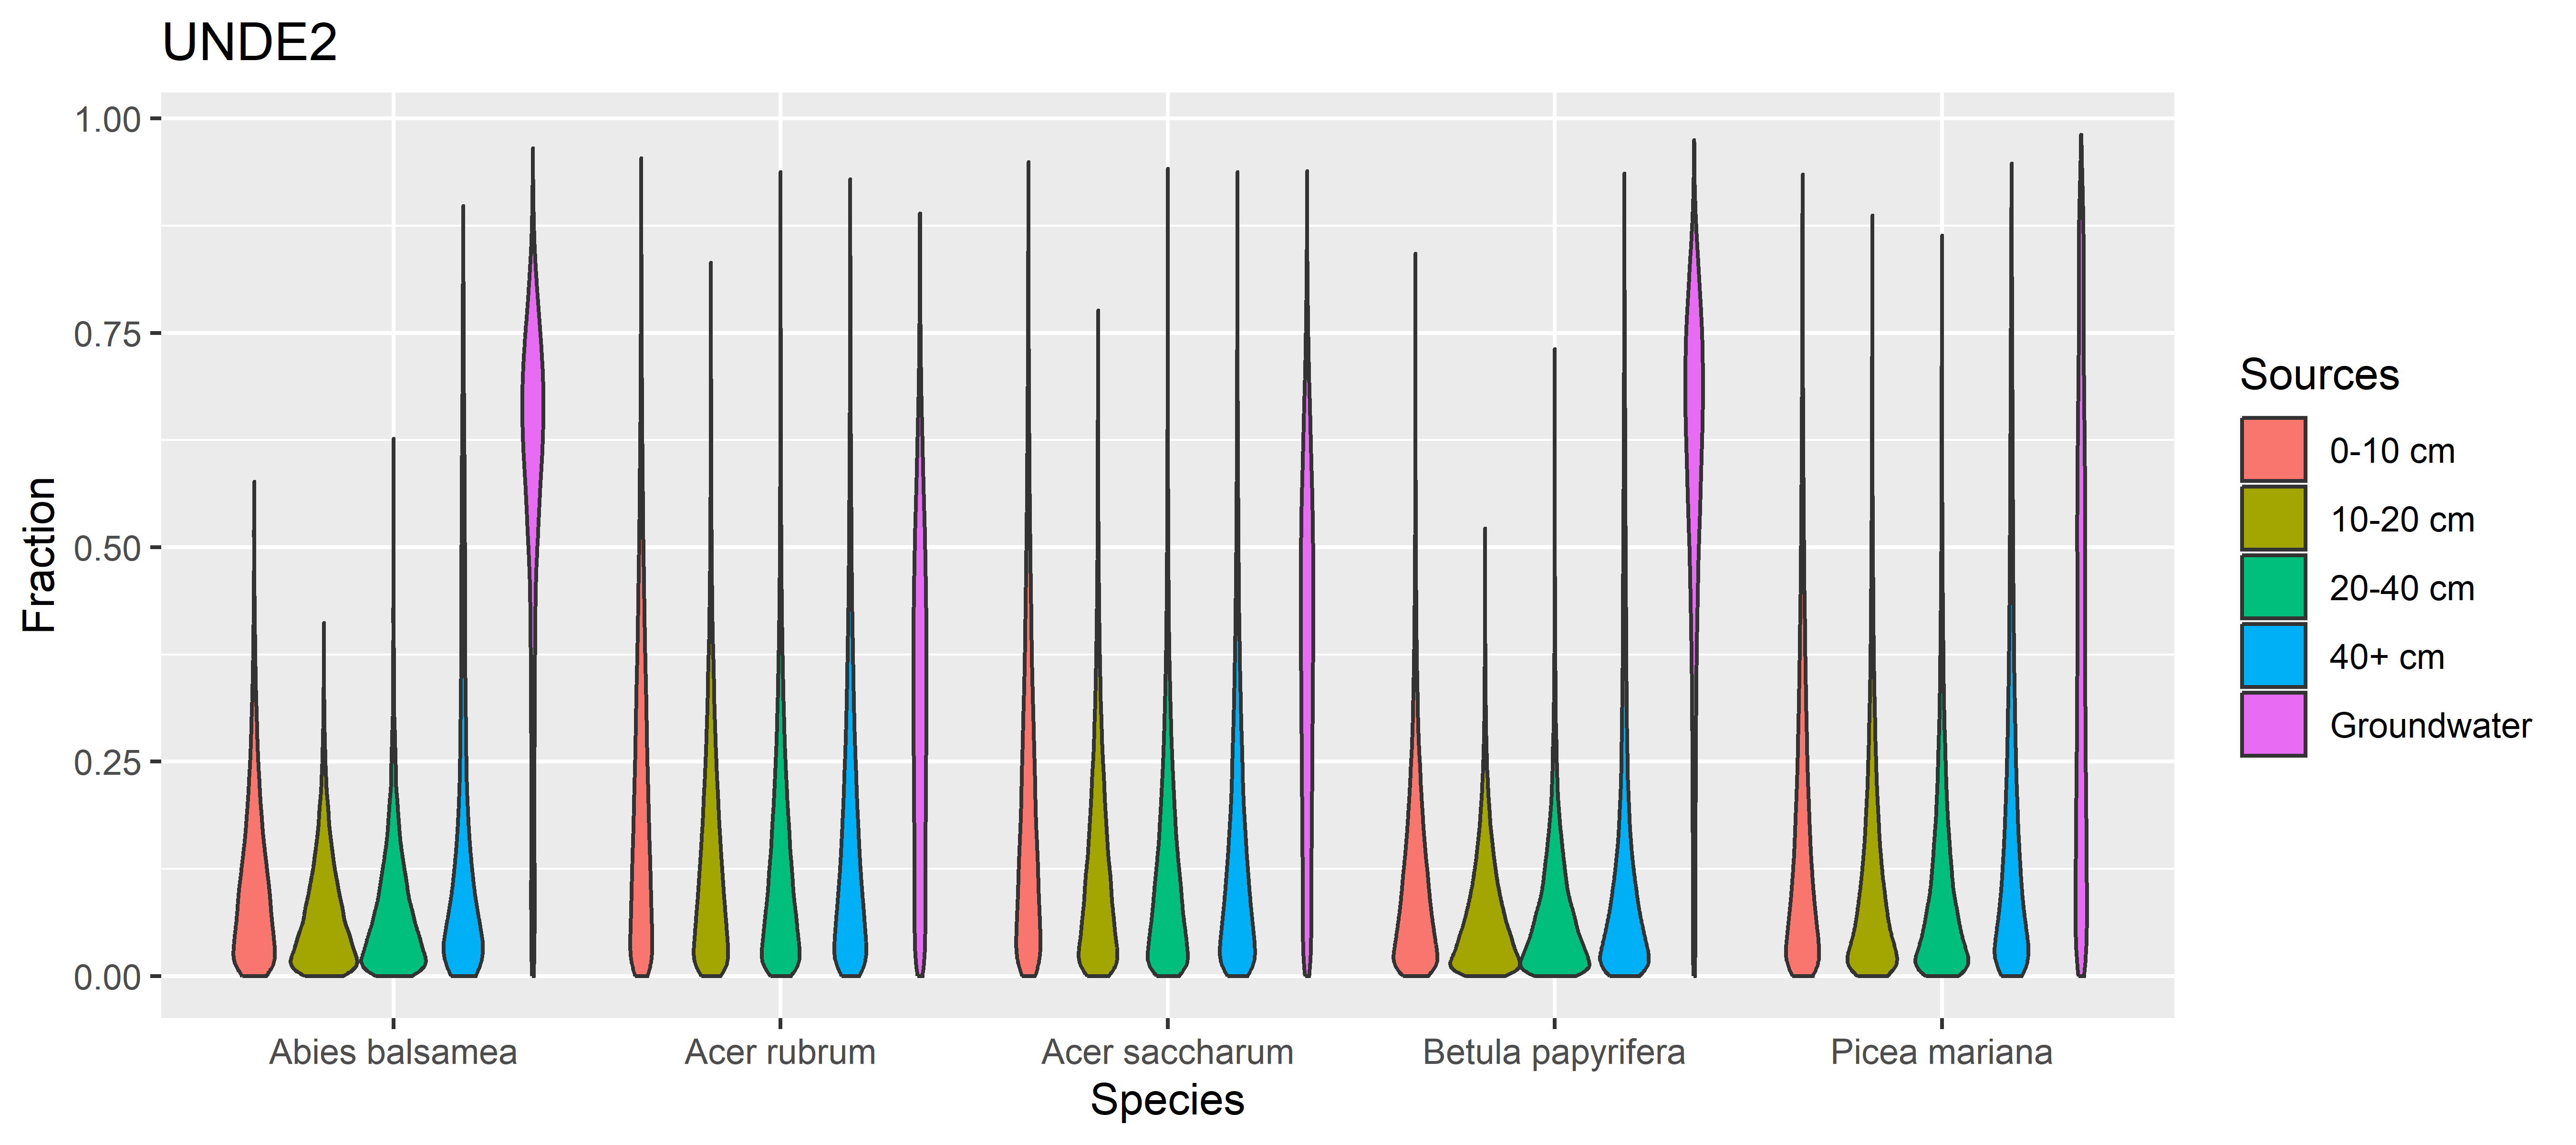 UNDE2
1.00
0.75
0.50
0.25
0.00
Fraction
Abies balsamea
Acer rubrum
Acer saccharum
Betula papyrifera
Picea mariana
Species
Sources
0-10 cm
10-20 cm
20-40 cm
40+ cm
Groundwater